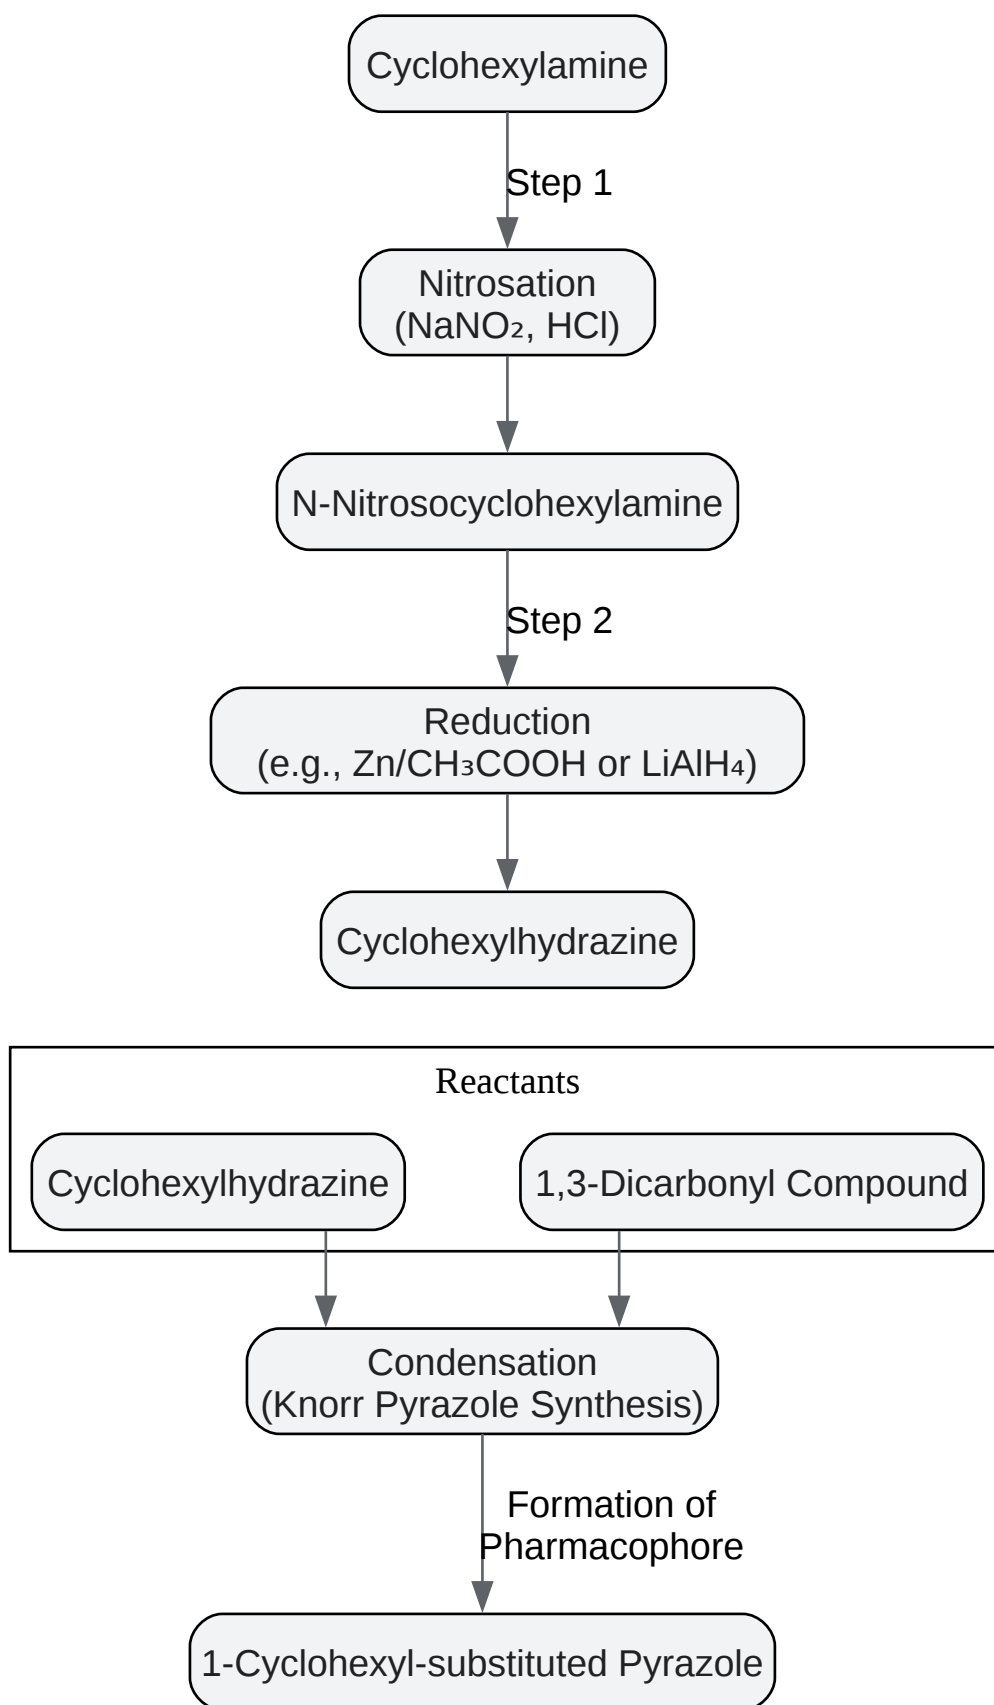 Cyclohexylamine
Step 1
Nitrosation
(NaNO₂, HCl)
N-Nitrosocyclohexylamine
Step 2
Reduction
(e.g., Zn/CH₃COOH or LiAlH₄)
Cyclohexylhydrazine
Reactants
Cyclohexylhydrazine
1,3-Dicarbonyl Compound
Condensation
(Knorr Pyrazole Synthesis)
Formation of
Pharmacophore
1-Cyclohexyl-substituted Pyrazole